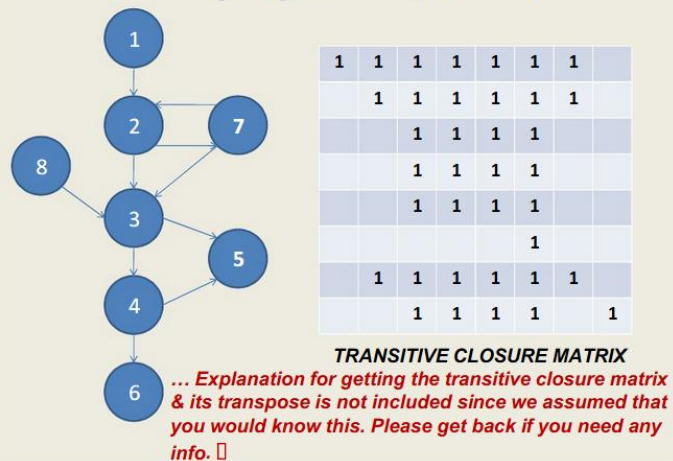 1
2
7
8
3
5
4
6
1 1 1 1 1 1 1
1 1 1 1 1 1
1 1 1 1
1 1 1 1
1 1 1 1
1
1 1 1 1 1 1
1 1 1 1 1
TRANSITIVE CLOSURE MATRIX
... Explanation for getting the transitive closure matrix
& its transpose is not included since we assumed that
you would know this. Please get back if you need any
info.